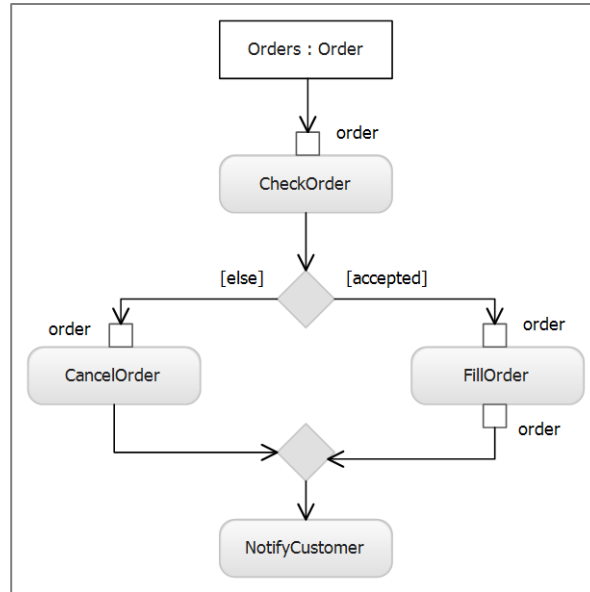 Orders : Order
order
CheckOrder
[else]
[accepted]
order
order
CancelOrder
FillOrder
order
NotifyCustomer